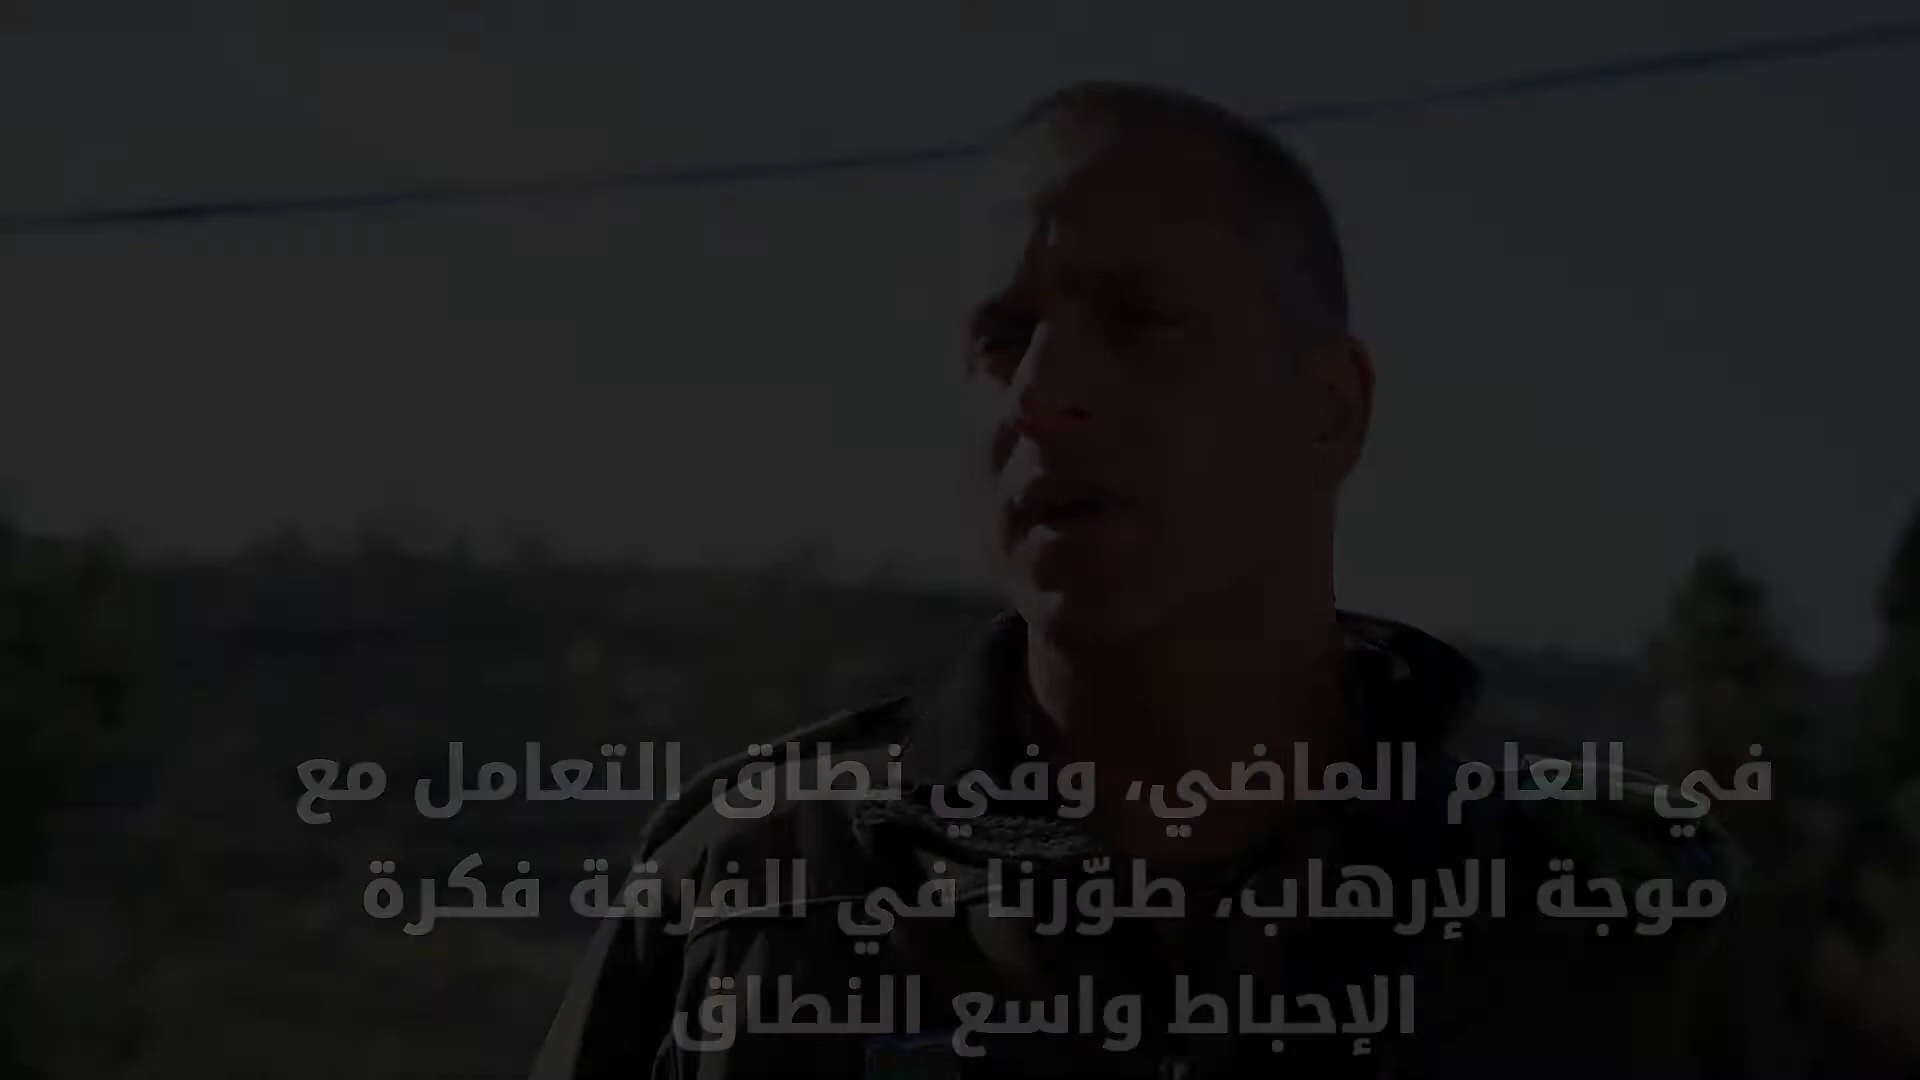 في العام الماضي، وفي نطاق التعامل مع
موجة الإرهاب، طوّرنا في الفرقة فكرة
الإحباط واسع النطاق